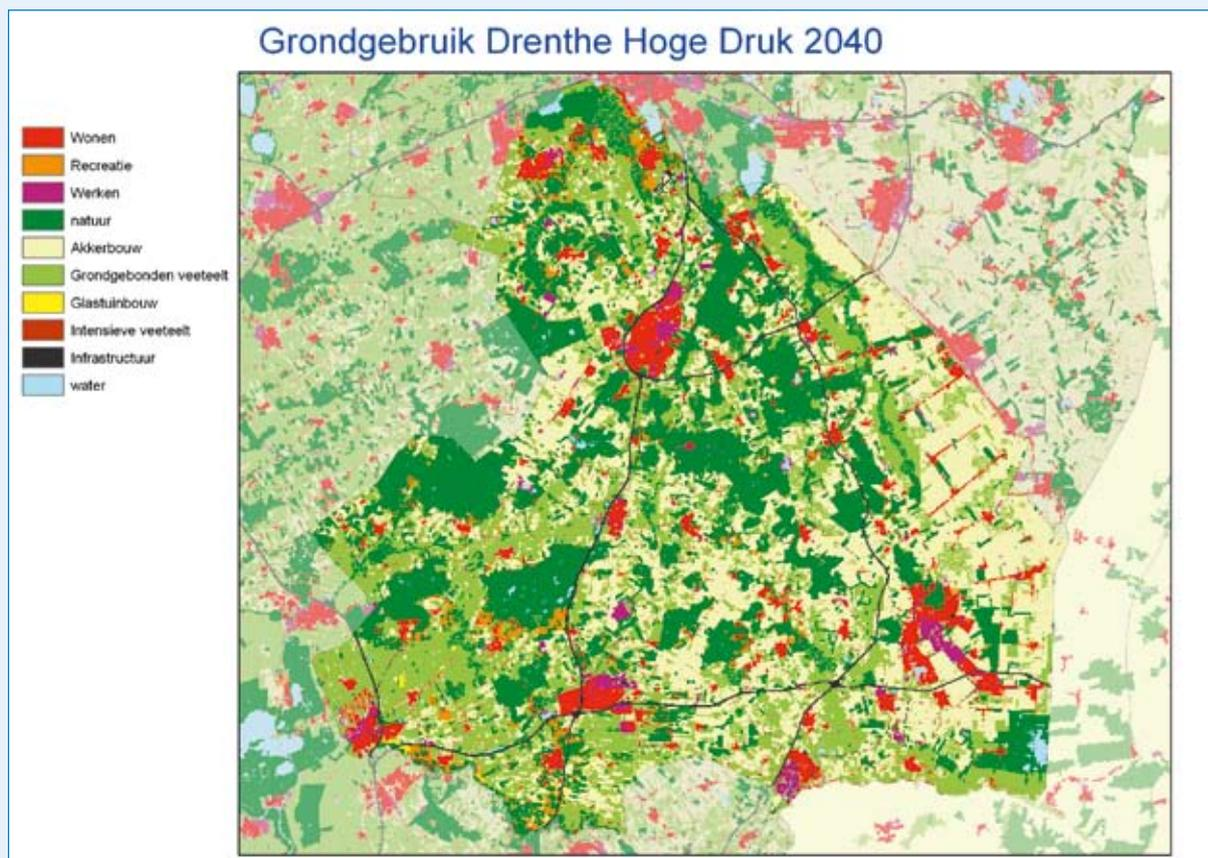 Grondgebruik Drenthe Hoge Druk 2040
Wonen
Recreatie
Werken
natuur
Akkerbouw
Grondgebonden veeteelt
Glastuinbouw
Intensieve veeteelt
Infrastructuur
water